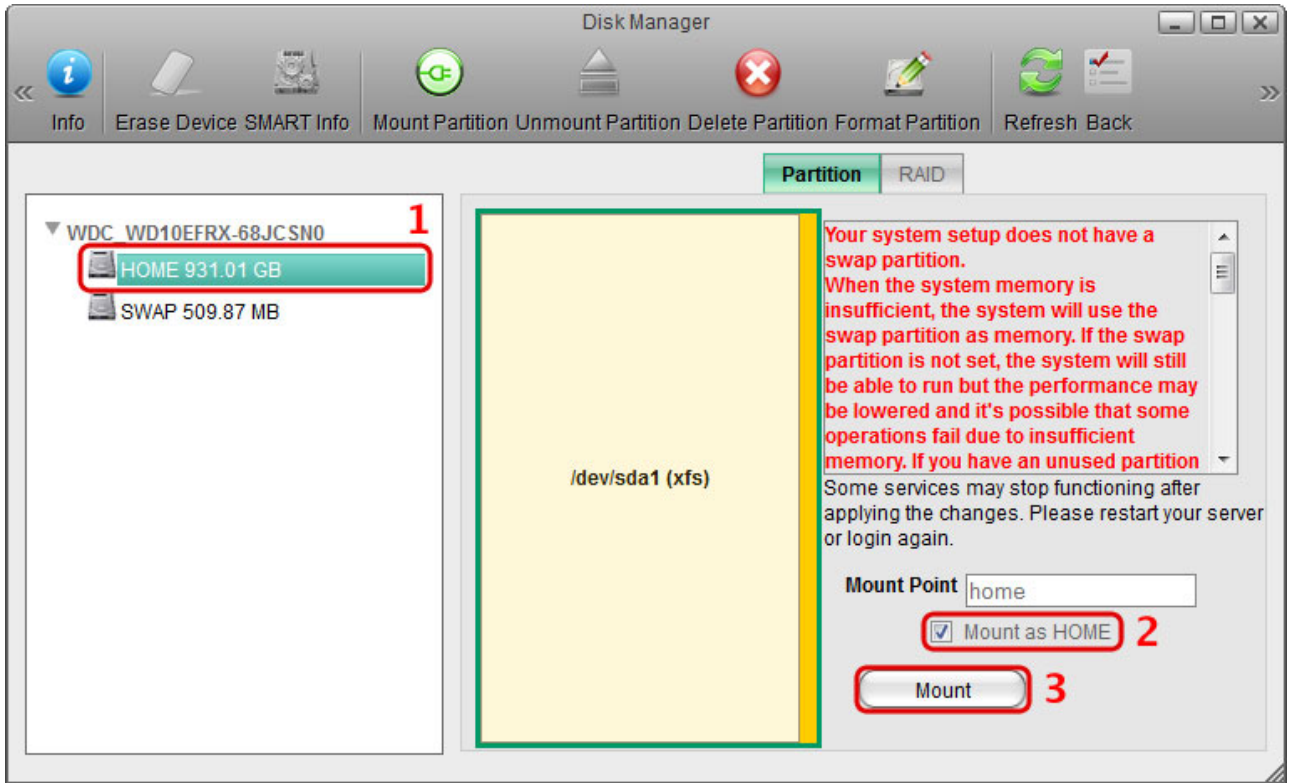 Disk Manager
Info
Erase Device
SMART Info
Mount Partition
Unmount Partition
Delete Partition
Format Partition
Refresh
Back
Partition
RAID
WDC_WD10EFRX-68JCSN0
1
HOME 931.01 GB
SWAP 509.87 MB
/dev/sda1 (xfs)
Your system setup does not have a
swap partition.
When the system memory is
insufficient, the system will use the
swap partition as memory. If the swap
partition is not set, the system will still
be able to run but the performance may
be lowered and it's possible that some
operations fail due to insufficient
memory. If you have an unused partition
Some services may stop functioning after
applying the changes. Please restart your server
or login again.
Mount Point home
Mount as HOME 2
Mount 3